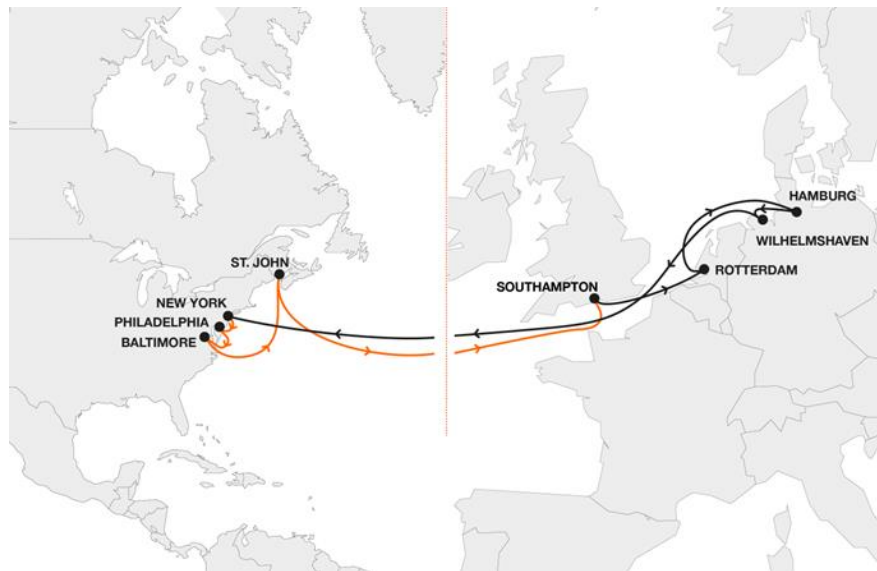 HAMBURG
WILHELMSHAVEN
ST. JOHN
ROTTERDAM
SOUTHAMPTON
NEW YORK
PHILADELPHIA
BALTIMORE